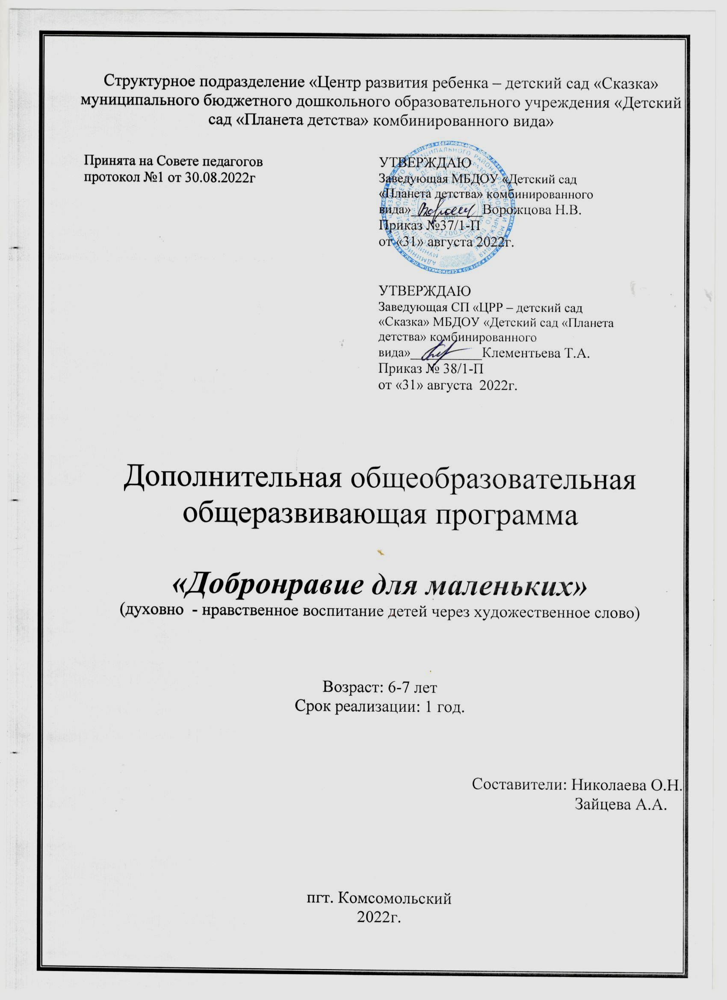 Структурное подразделение «Центр развития ребенка – детский сад «Сказка»
муниципального бюджетного дошкольного образовательного учреждения «Детский
сад «Планета детства» комбинированного вида»
Принята на Совете педагогов
протокол №1 от 30.08.2022г
УТВЕРЖДАЮ
Заведующая МБДОУ «Детский сад
«Планета детства» комбинированного
вида»____________Ворожцова Н.В.
Приказ №37/1-П
от «31» августа 2022г.
УТВЕРЖДАЮ
Заведующая СП «ЦРР – детский сад
«Сказка» МБДОУ «Детский сад «Планета
детства» комбинированного
вида»____________Клементьева Т.А.
Приказ № 38/1-П
от «31» августа 2022г.
Дополнительная общеобразовательная
общеразвивающая программа
«Добронравие для маленьких»
(духовно - нравственное воспитание детей через художественное слово)
Возраст: 6-7 лет
Срок реализации: 1 год.
Составители: Николаева О.Н.
Зайцева А.А.
пгт. Комсомольский
2022г.